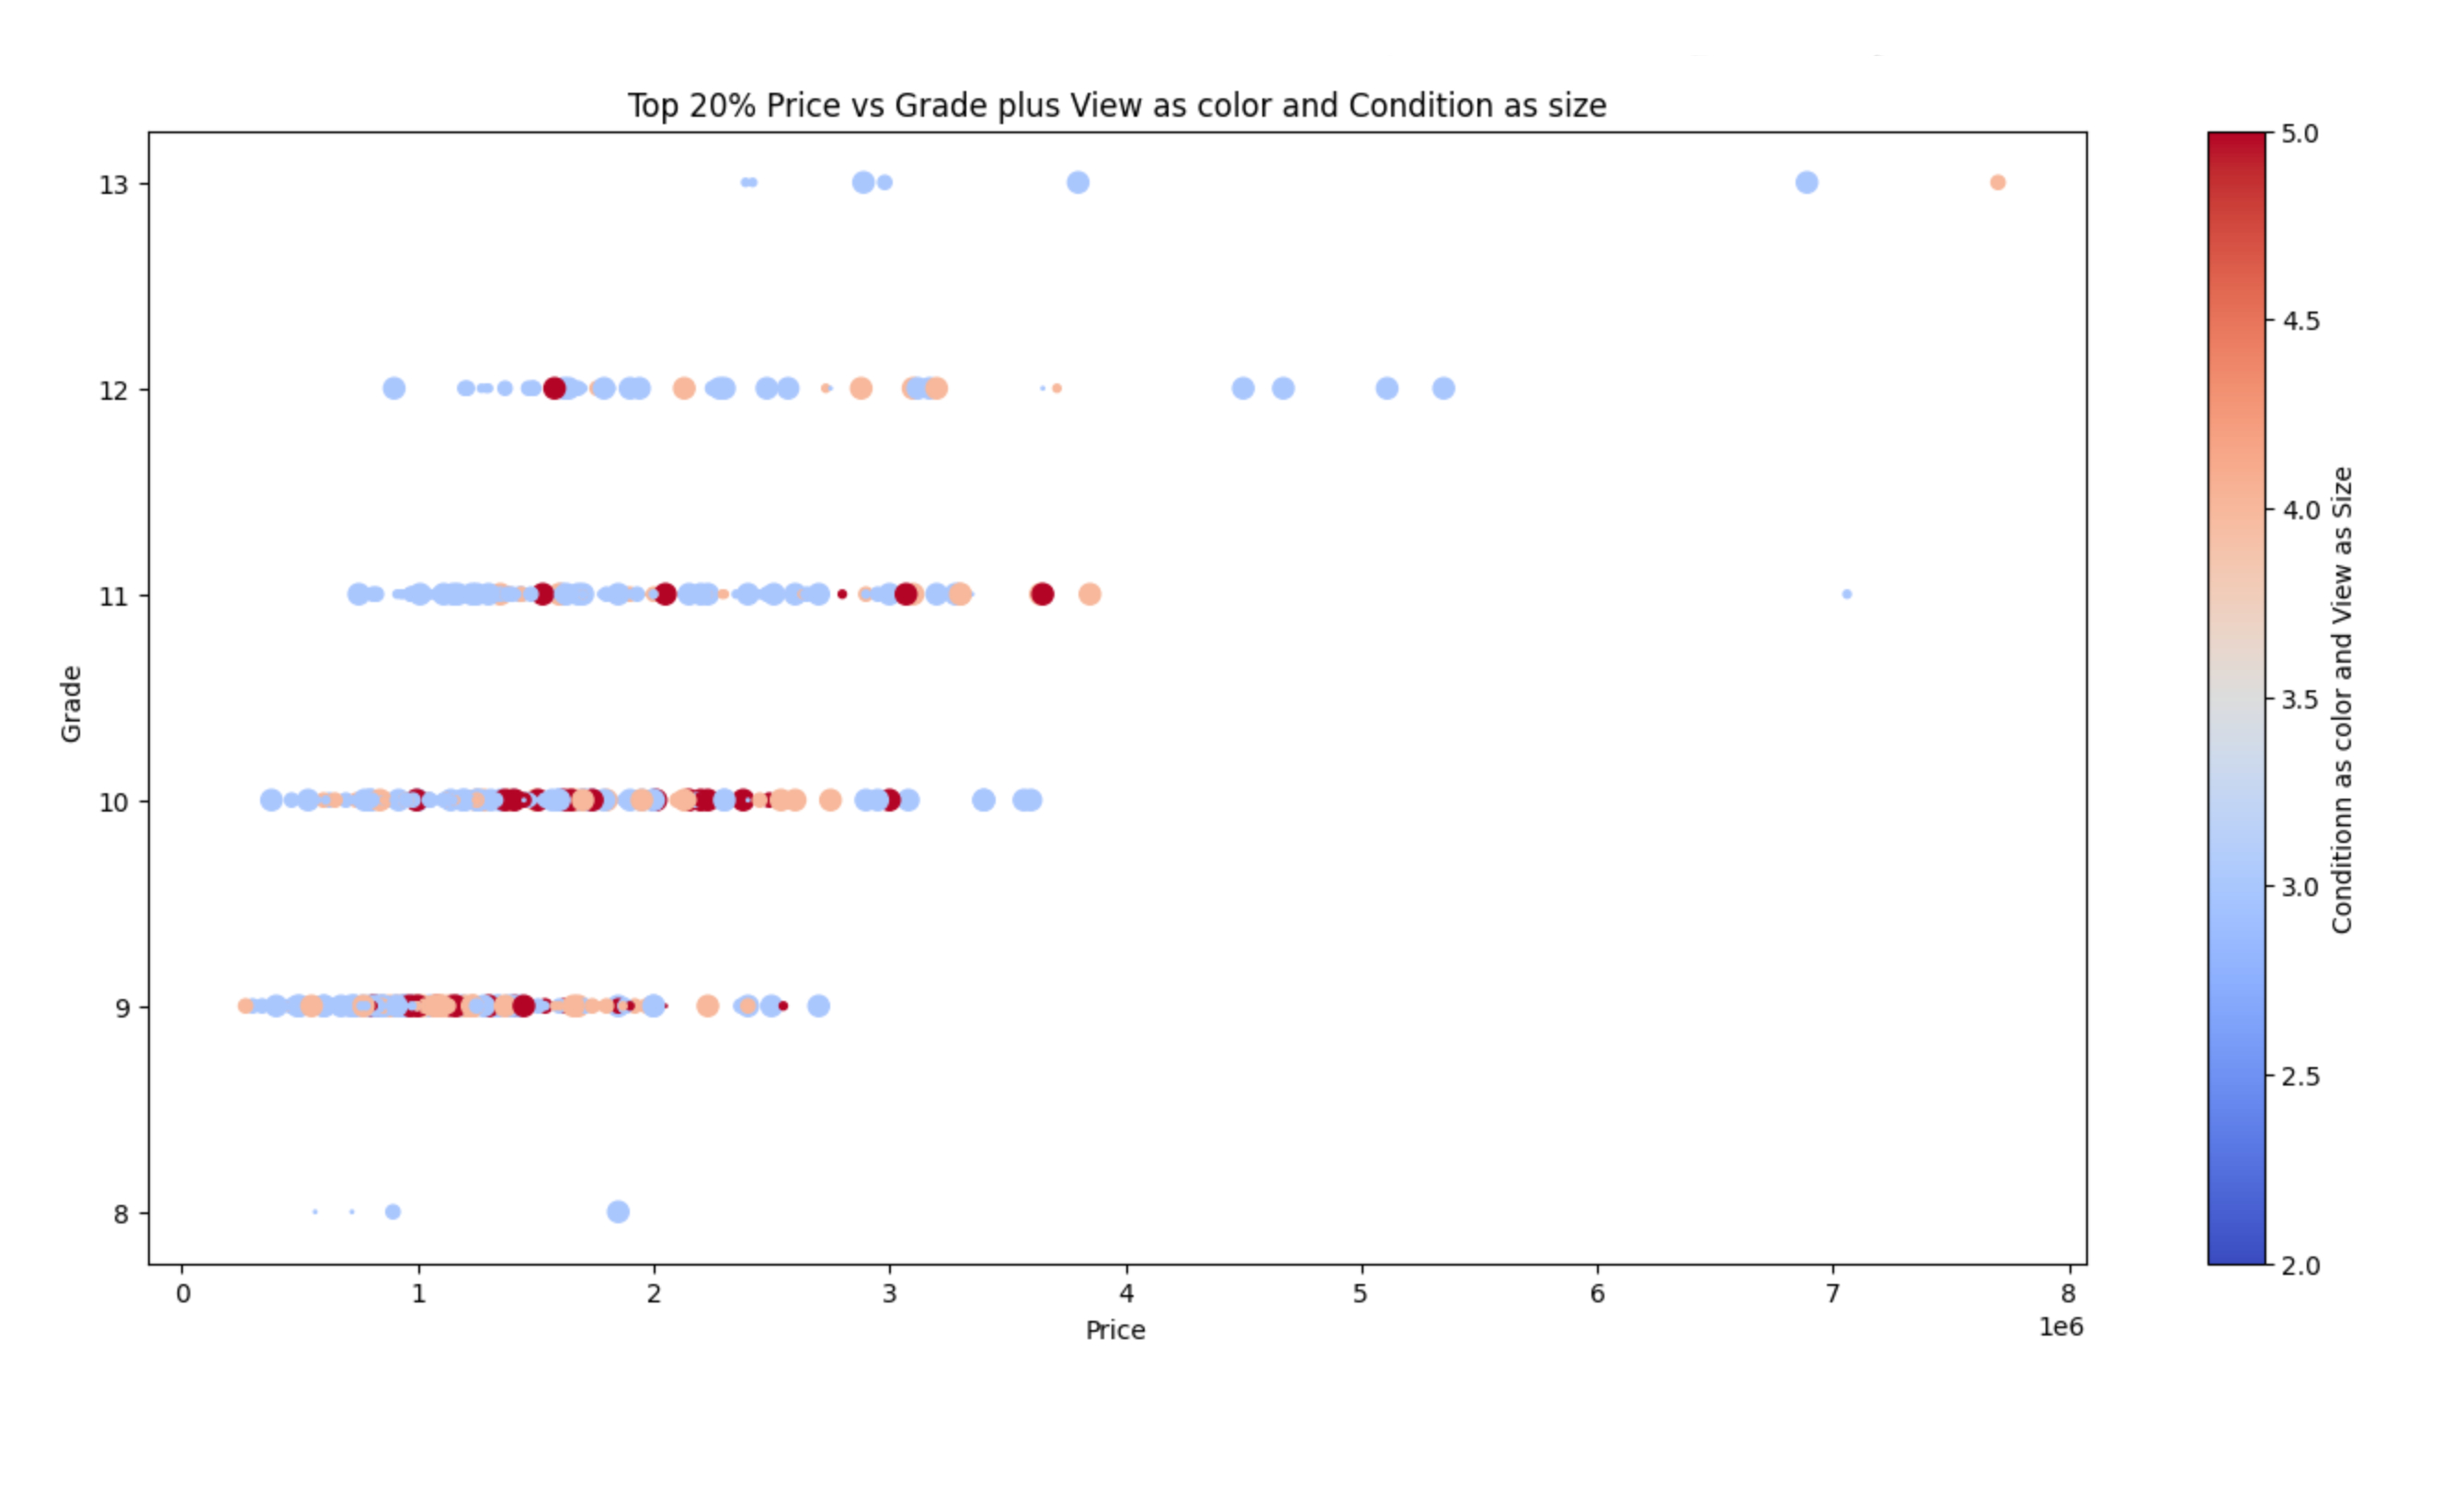 Top 20% Price vs Grade plus View as color and Condition as size
13
12
11
10
9
8
Grade
0 1 2 3 4 5 6 7 8
1e6
Price
5.0
4.5
4.0
3.5
3.0
2.5
2.0
Conditionn as color and View as Size